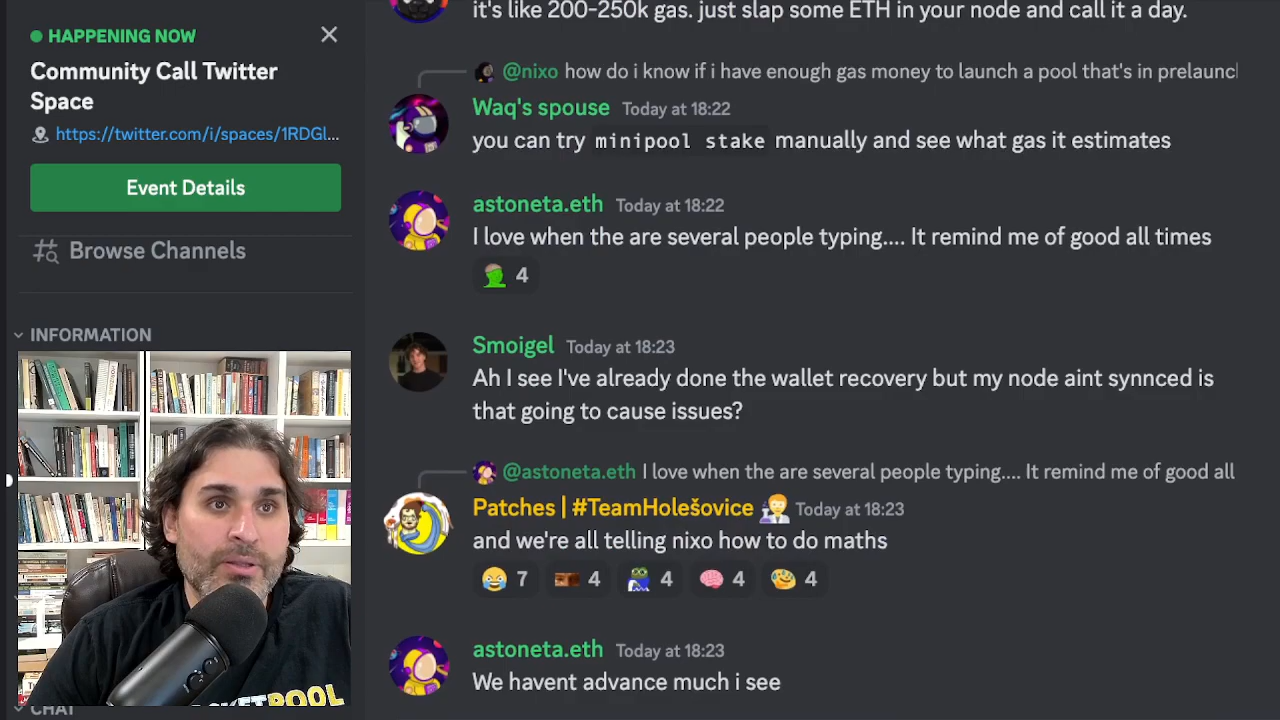 HAPPENING NOW
Community Call Twitter
Space
https://twitter.com/i/spaces/1RDGl...
Event Details
Browse Channels
INFORMATION
CHAT
it's like 200-250k gas. just slap some ETH in your node and call it a day.
@nixo how do i know if i have enough gas money to launch a pool that's in prelaunch
Waq's spouse Today at 18:22
you can try minipool stake manually and see what gas it estimates
astoneta.eth Today at 18:22
I love when the are several people typing.... It remind me of good all times
4
Smoigel Today at 18:23
Ah I see I've already done the wallet recovery but my node aint synnced is
that going to cause issues?
@astoneta.eth I love when the are several people typing.... It remind me of good all
Patches | #TeamHolešovice Today at 18:23
and we're all telling nixo how to do maths
7 4 4 4 4
astoneta.eth Today at 18:23
We havent advance much i see